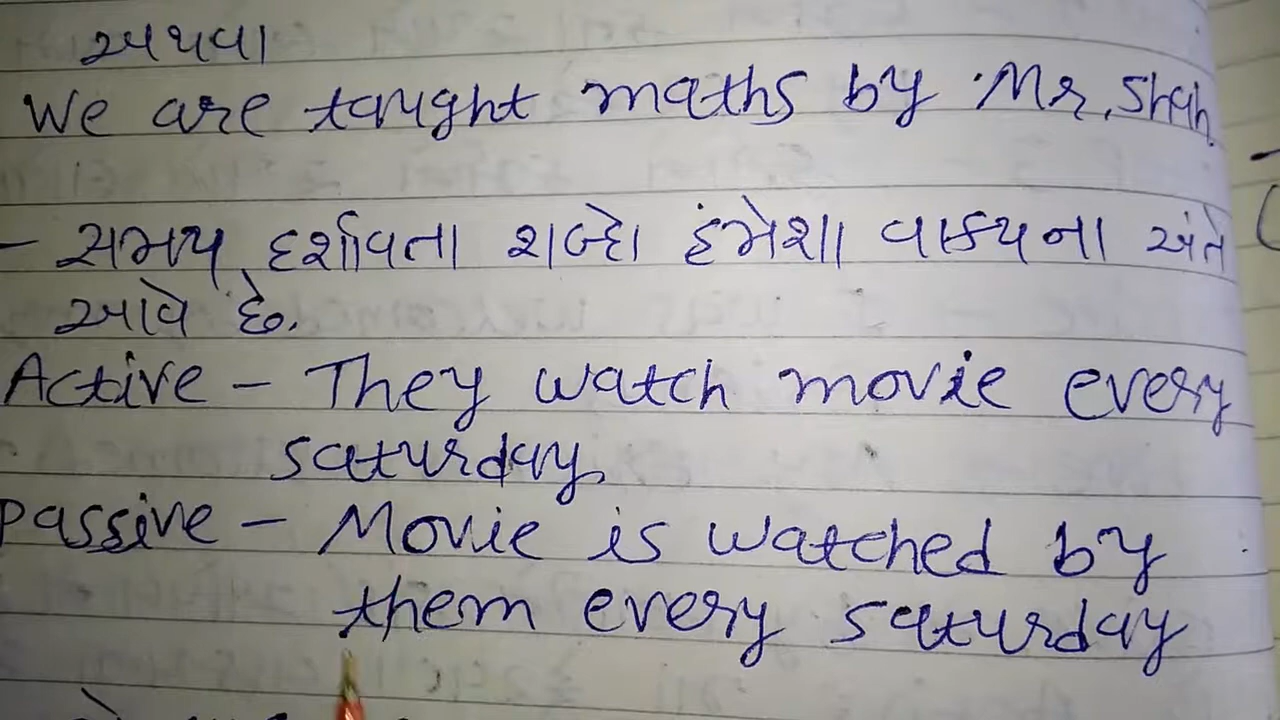 અથવા
We are taught maths by Mr. Shah.
- સમય દર્શાવતા શબ્દો હંમેશા વાક્યના અંતે
આવે છે.
Active - They watch movie every
saturday.
Passive - Movie is watched by
them every saturday